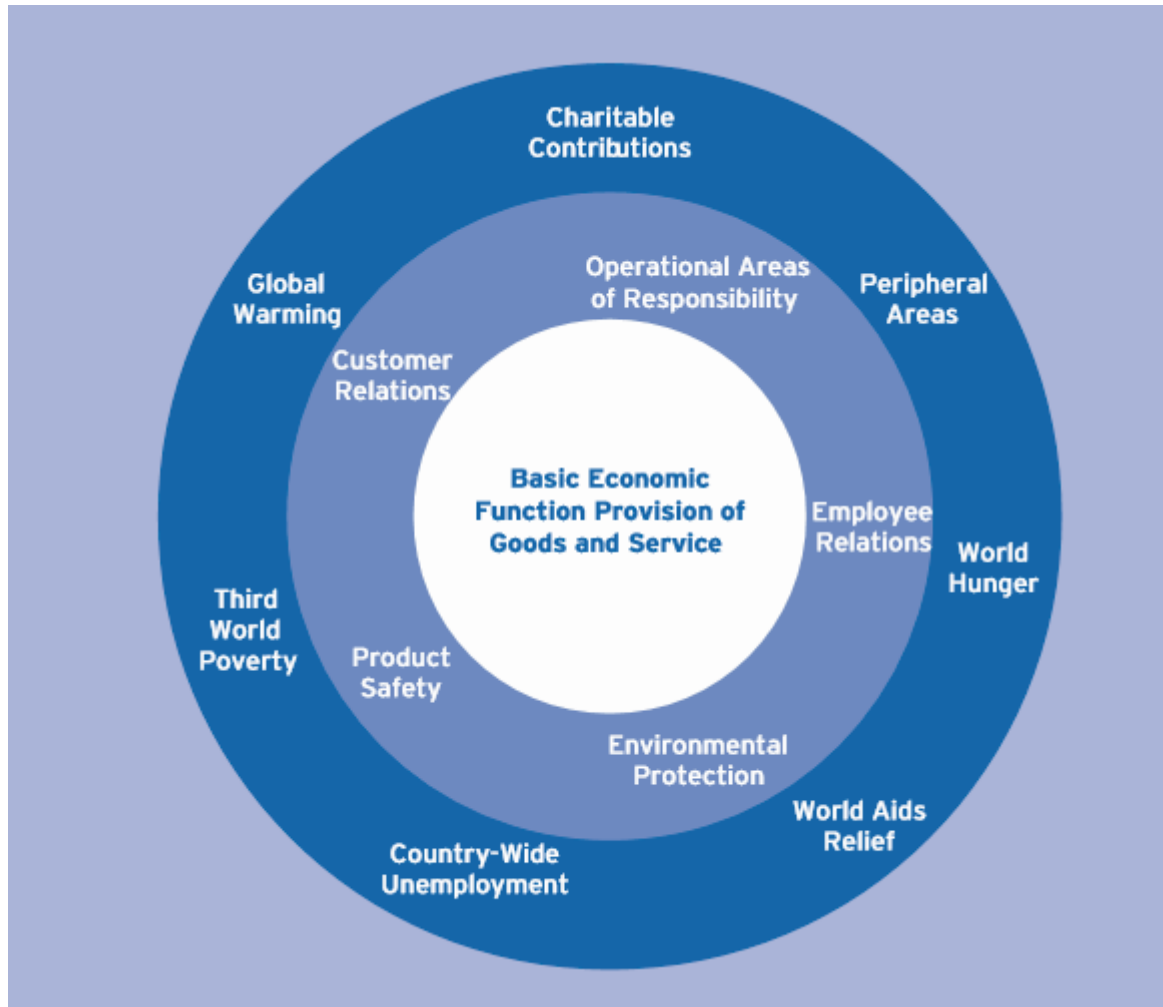 Charitable
Contributions
Global
Warming
Operational Areas
of Responsibility
Peripheral
Areas
Customer
Relations
Basic Economic
Function Provision of
Goods and Service
Employee
Relations
World
Hunger
Third
World
Poverty
Product
Safety
Environmental
Protection
World Aids
Relief
Country-Wide
Unemployment